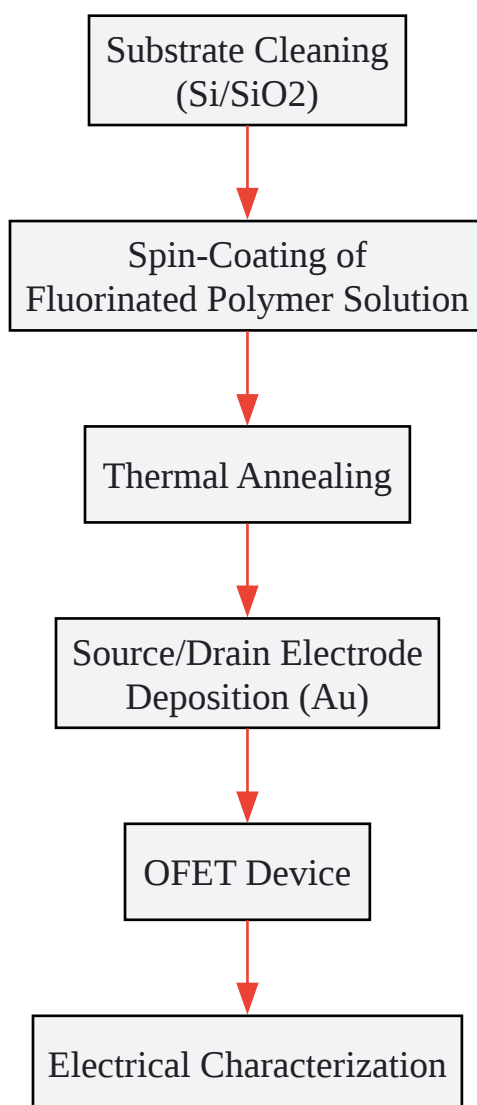 Substrate Cleaning
(Si/SiO2)
Spin-Coating of
Fluorinated Polymer Solution
Thermal Annealing
Source/Drain Electrode
Deposition (Au)
OFET Device
Electrical Characterization